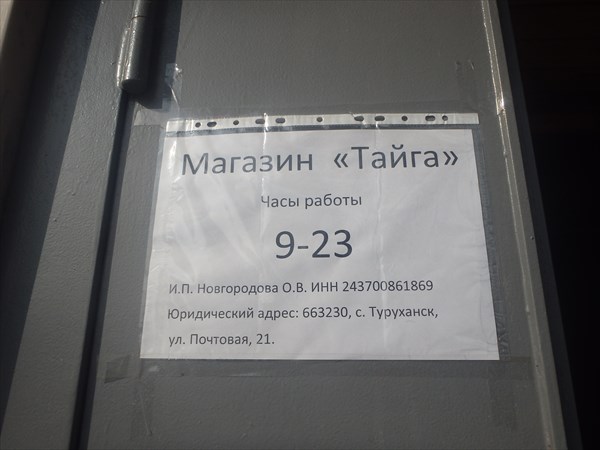 Магазин «Тайга»
Часы работы
9-23
И.П. Новгородова О.В. ИНН 243700861869
Юридический адрес: 663230, с. Туруханск,
ул. Почтовая, 21.